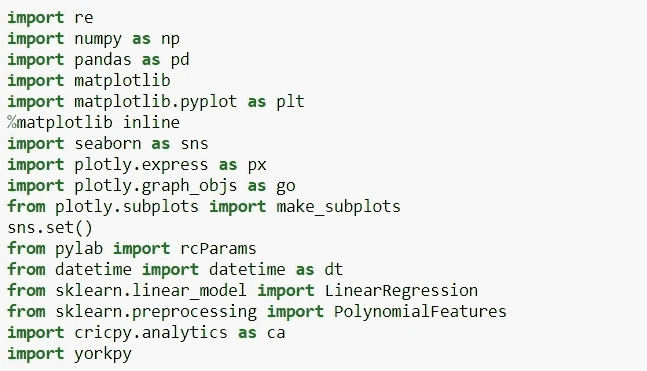 import re
import numpy as np
import pandas as pd
import matplotlib
import matplotlib.pyplot as plt
%matplotlib inline
import seaborn as sns
import plotly.express as px
import plotly.graph_objs as go
from plotly.subplots import make_subplots
sns.set()
from pylab import rcParams
from datetime import datetime as dt
from sklearn.linear_model import LinearRegression
from sklearn.preprocessing import PolynomialFeatures
import cricpy.analytics as ca
import yorkpy